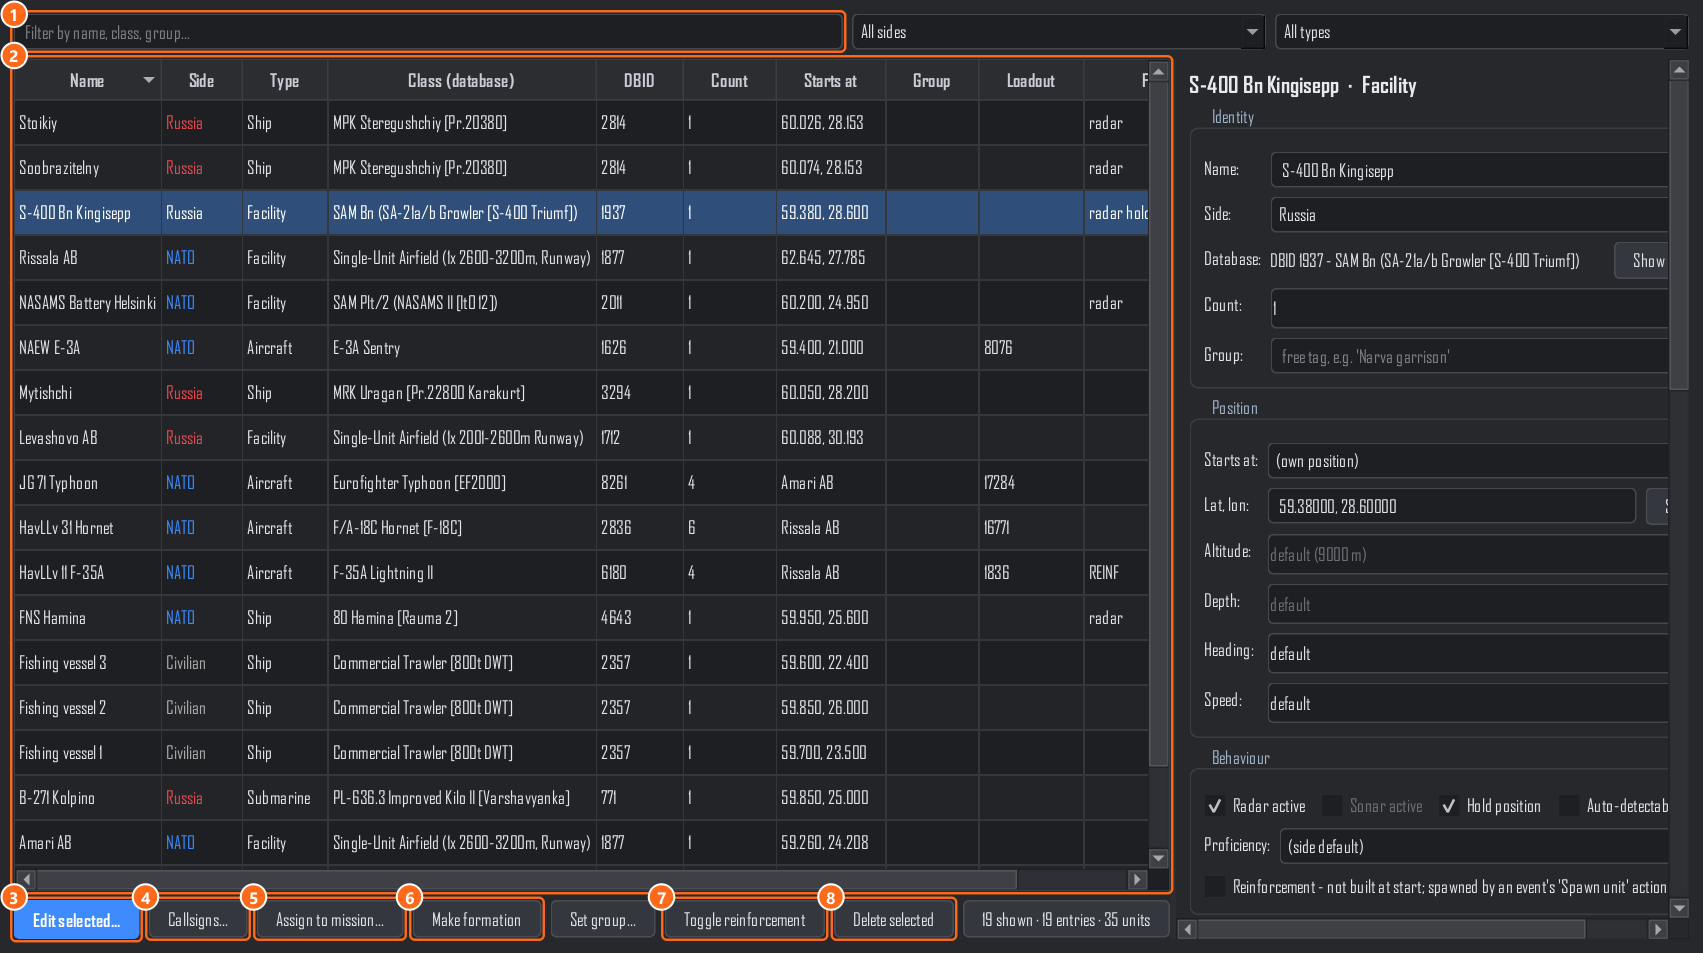 1
Filter by name, class, group...
All sides
All types
2
Name Side Type Class (database) DBID Count Starts at Group Loadout
Stoikiy Russia Ship MPK Steregushchiy [Pr.20380] 2814 1 60.026, 28.153 radar
Soobrazitelny Russia Ship MPK Steregushchiy [Pr.20380] 2814 1 60.074, 28.153 radar
S-400 Bn Kingisepp Russia Facility SAM Bn (SA-21a/b Growler [S-400 Triumf]) 1937 1 59.380, 28.600 radar hold
Rissala AB NATO Facility Single-Unit Airfield (1x 2600-3200m, Runway) 1877 1 62.645, 27.785
NASAMS Battery Helsinki NATO Facility SAM Plt/2 (NASAMS II [ItO 12]) 2011 1 60.200, 24.950 radar
NAEW E-3A NATO Aircraft E-3A Sentry 1626 1 59.400, 21.000 8076
Mytishchi Russia Ship MRK Uragan [Pr.22800 Karakurt] 3294 1 60.050, 28.200
Levashovo AB Russia Facility Single-Unit Airfield (1x 2001-2600m Runway) 1712 1 60.088, 30.193
JG 71 Typhoon NATO Aircraft Eurofighter Typhoon [EF2000] 8261 4 Amari AB 17284
HavLLv 31 Hornet NATO Aircraft F/A-18C Hornet [F-18C] 2836 6 Rissala AB 16771
HavLLv 11 F-35A NATO Aircraft F-35A Lightning II 6180 4 Rissala AB 1836 REINF
FNS Hamina NATO Ship 80 Hamina [Rauma 2] 4643 1 59.950, 25.600 radar
Fishing vessel 3 Civilian Ship Commercial Trawler [800t DWT] 2357 1 59.600, 22.400
Fishing vessel 2 Civilian Ship Commercial Trawler [800t DWT] 2357 1 59.850, 26.000
Fishing vessel 1 Civilian Ship Commercial Trawler [800t DWT] 2357 1 59.700, 23.500
B-271 Kolpino Russia Submarine PL-636.3 Improved Kilo II [Varshavyanka] 771 1 59.850, 25.000
Amari AB NATO Facility Single-Unit Airfield (1x 2600-3200m, Runway) 1877 1 59.260, 24.208
3 4 5 6 7 8
Edit selected... Callsigns... Assign to mission... Make formation Set group... Toggle reinforcement Delete selected 19 shown · 19 entries · 35 units
S-400 Bn Kingisepp · Facility
Identity
Name: S-400 Bn Kingisepp
Side: Russia
Database: DBID 1937 - SAM Bn (SA-21a/b Growler [S-400 Triumf]) Show
Count: 1
Group: free tag, e.g. 'Narva garrison'
Position
Starts at: (own position)
Lat, lon: 59.38000, 28.60000
Altitude: default (9000 m)
Depth: default
Heading: default
Speed: default
Behaviour
Radar active Sonar active Hold position Auto-detectab
Proficiency: (side default)
Reinforcement - not built at start; spawned by an event's 'Spawn unit' action